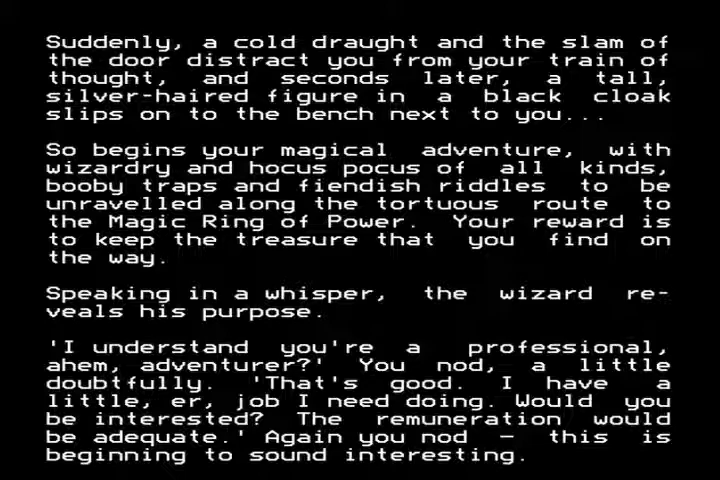 Suddenly, a cold draught and the slam of
the door distract you from your train of
thought, and seconds later, a tall,
silver-haired figure in a black cloak
slips on to the bench next to you...
So begins your magical adventure, with
wizardry and hocus pocus of all kinds,
booby traps and fiendish riddles to be
unravelled along the tortuous route to
the Magic Ring of Power. Your reward is
to keep the treasure that you find on
the way.
Speaking in a whisper, the wizard re-
veals his purpose.
'I understand you're a professional,
ahem, adventurer?' You nod, a little
doubtfully. 'That's good. I have a
little, er, job I need doing. Would you
be interested? The remuneration would
be adequate.' Again you nod – this is
beginning to sound interesting.